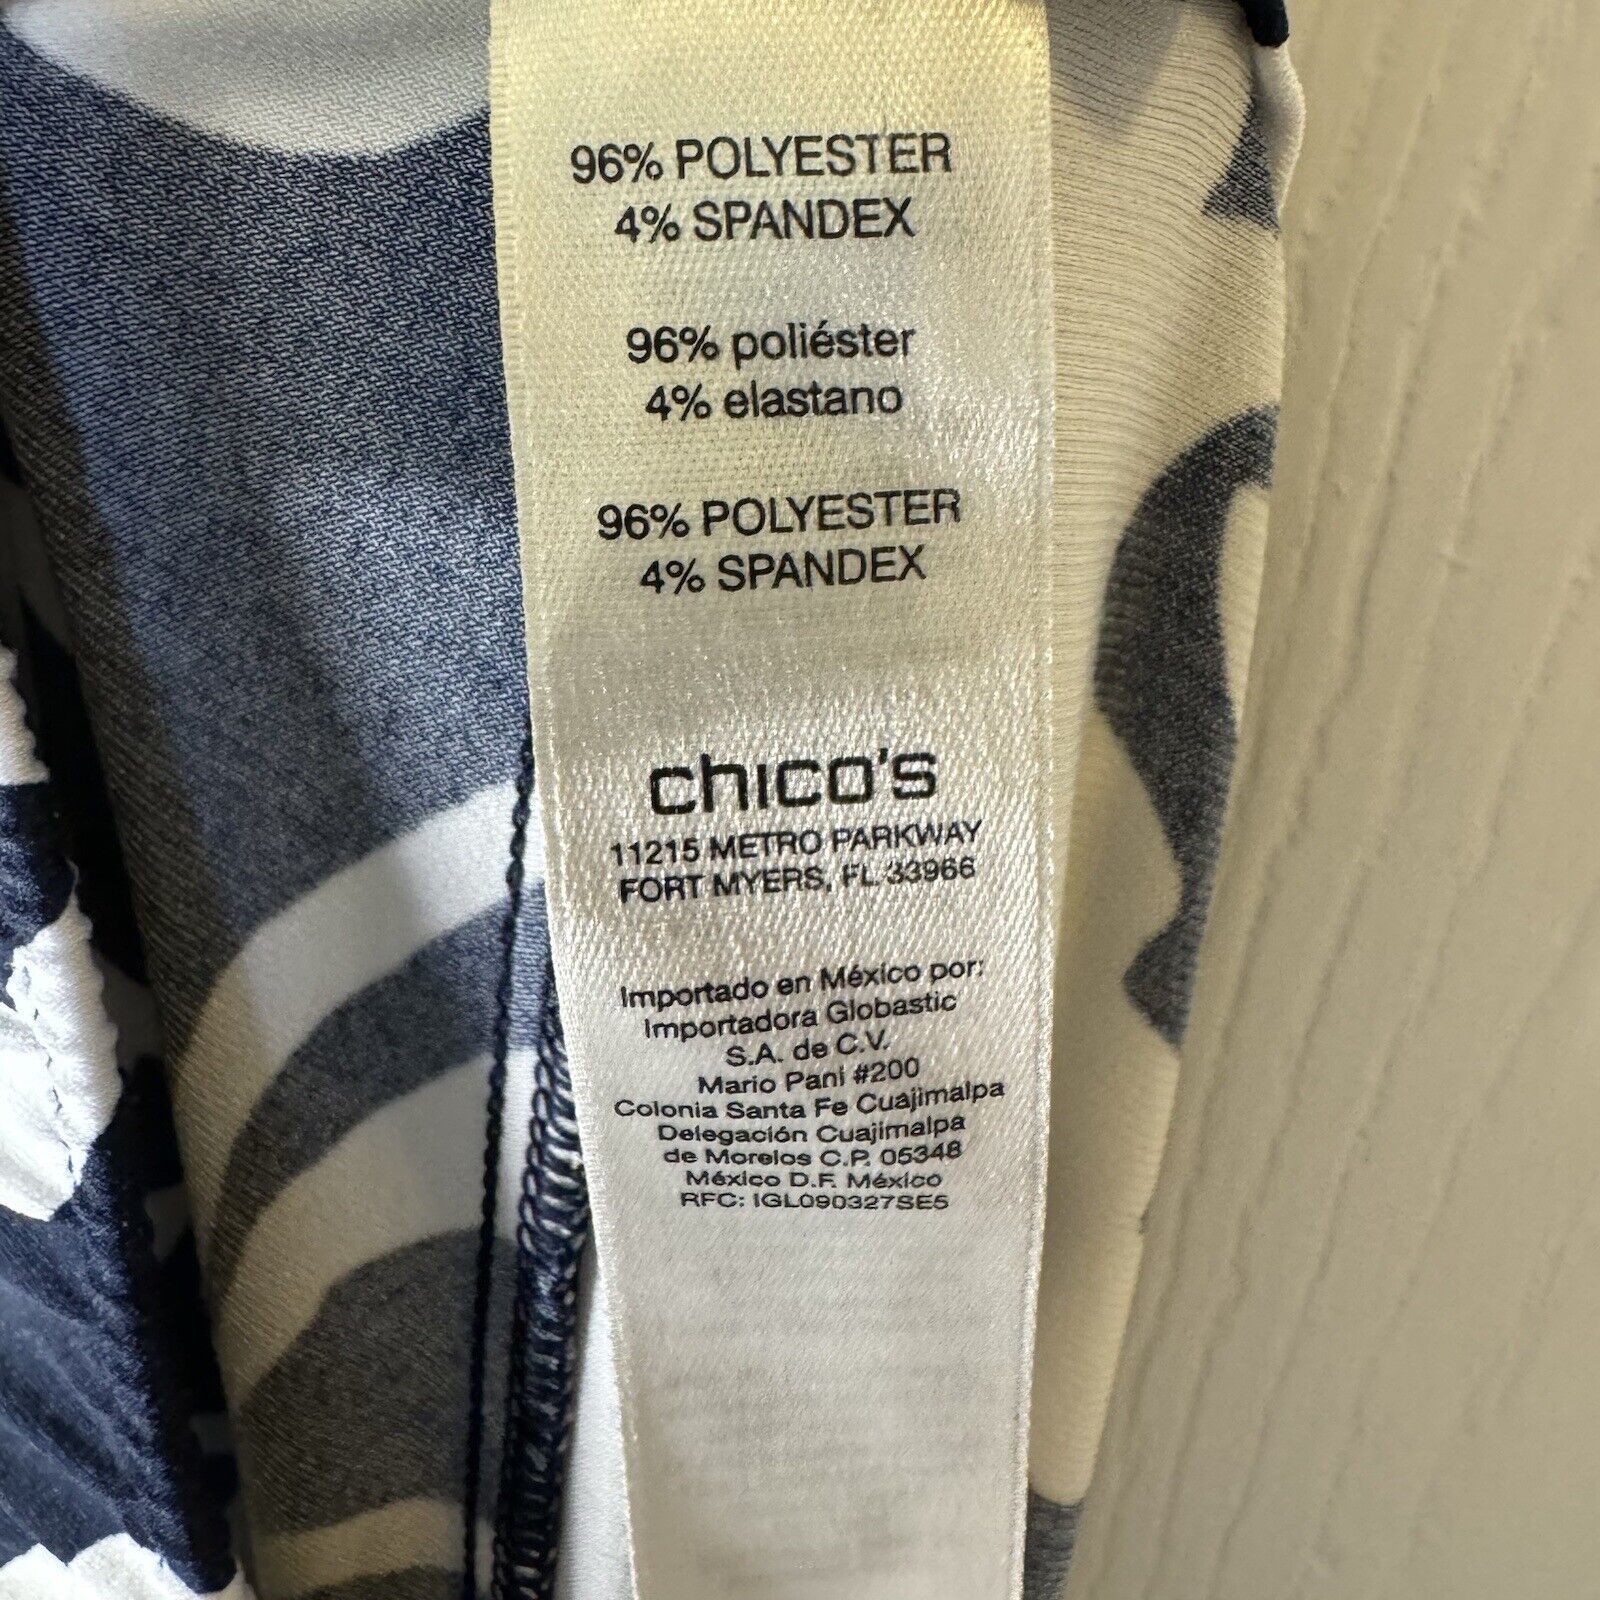 96% POLYESTER
4% SPANDEX
96% poliéster
4% elastano
96% POLYESTER
4% SPANDEX
chico's
11215 METRO PARKWAY
FORT MYERS, FL 33966
Importado en México por:
Importadora Globastic
S.A. de C.V.
Mario Pani #200
Colonia Santa Fe Cuajimalpa
Delegación Cuajimalpa
de Morelos C.P. 05348
México D.F. México
RFC: IGL090327SE5